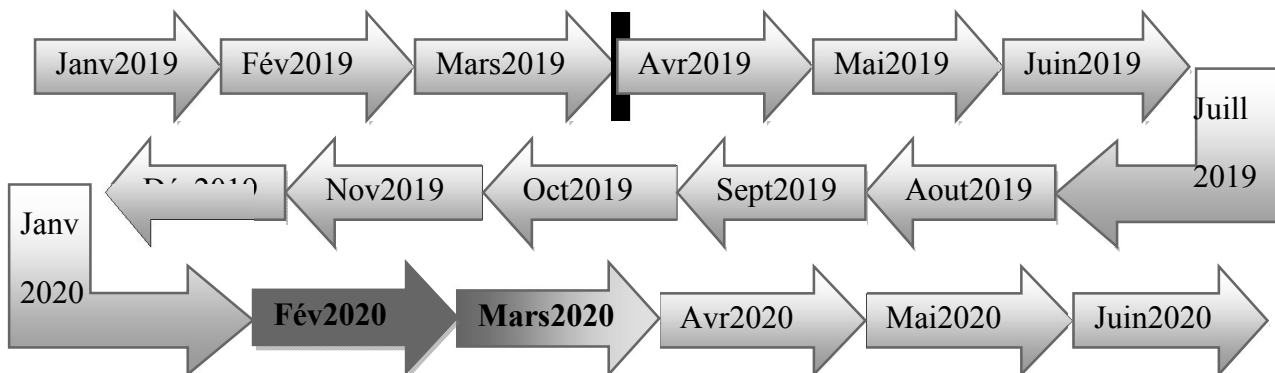 Janv2019 Fév2019 Mars2019 Avr2019 Mai2019 Juin2019
Juill
2019
Aout2019 Sept2019 Oct2019 Nov2019
Janv
2020
Fév2020 Mars2020 Avr2020 Mai2020 Juin2020